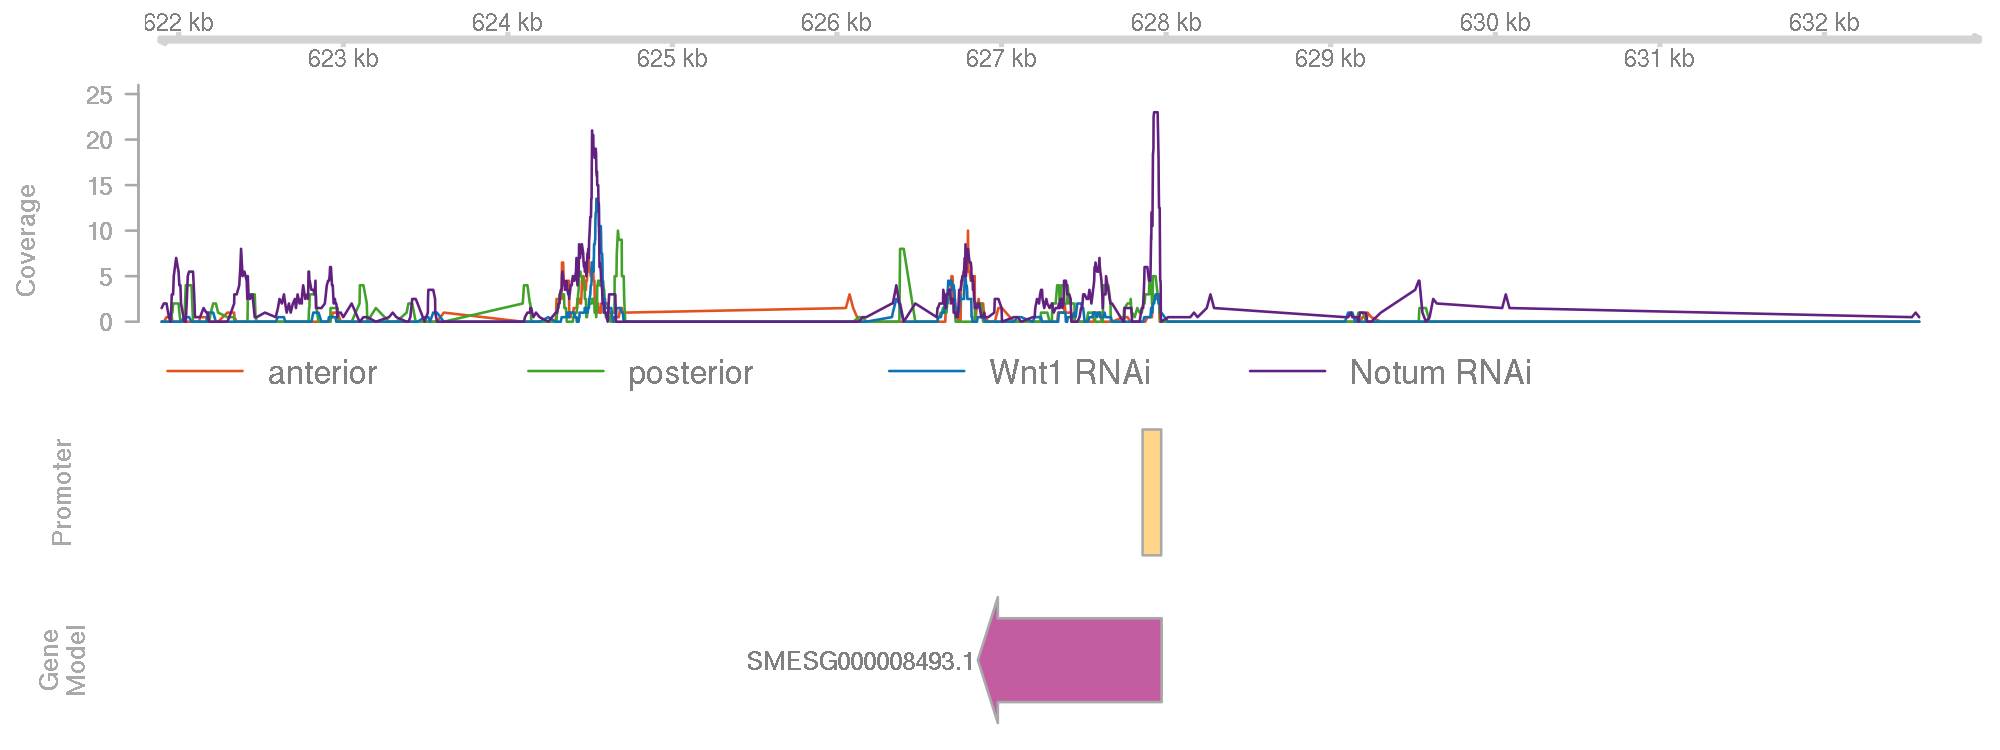 622 kb 624 kb 626 kb 628 kb 630 kb 632 kb
623 kb 625 kb 627 kb 629 kb 631 kb
Coverage
25
20
15
10
5
0
anterior posterior Wnt1 RNAi Notum RNAi
Promoter
Gene
Model
SMESG000008493.1